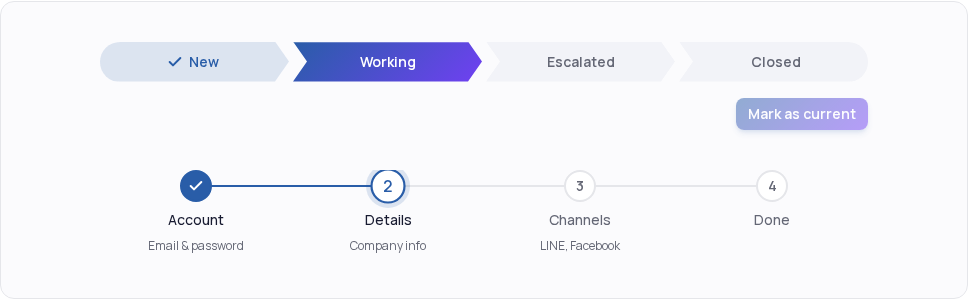 New
Working
Escalated
Closed
Mark as current
2
3
4
Account
Details
Channels
Done
Email & password
Company info
LINE, Facebook